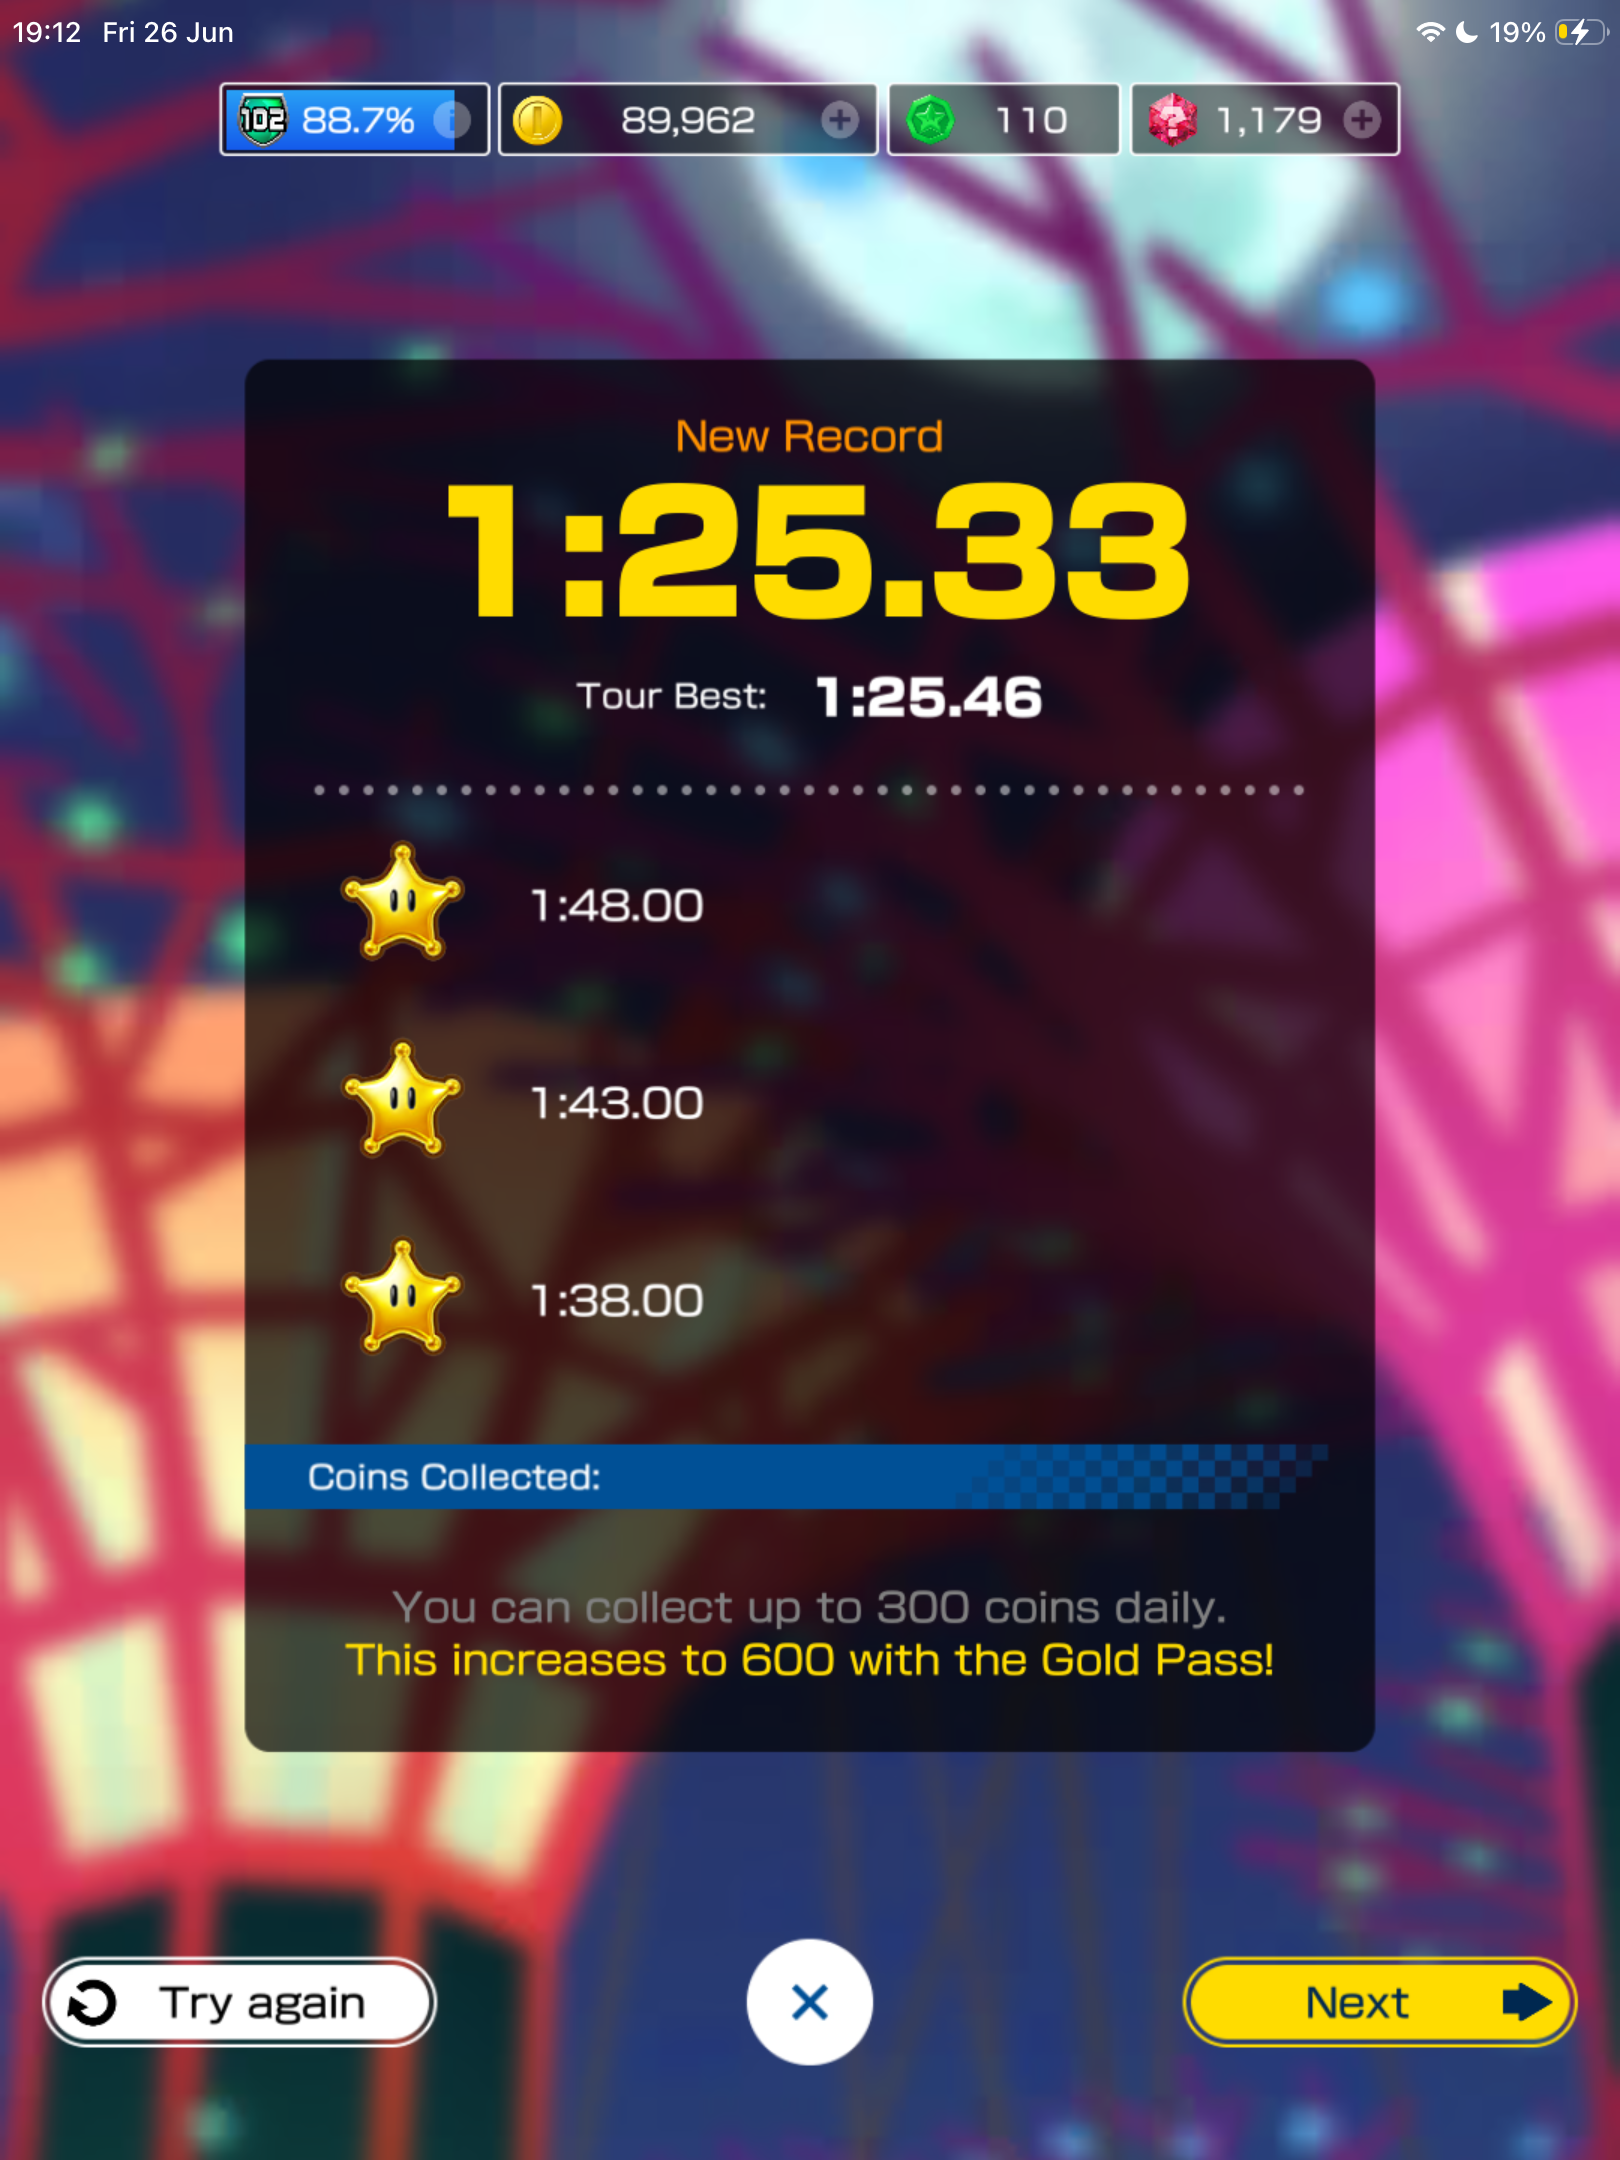 19:12 Fri 26 Jun 19%
102 88.7% 89,962 110 1,179
New Record
1:25.33
Tour Best: 1:25.46
1:48.00
1:43.00
1:38.00
Coins Collected:
You can collect up to 300 coins daily.
This increases to 600 with the Gold Pass!
Try again Next